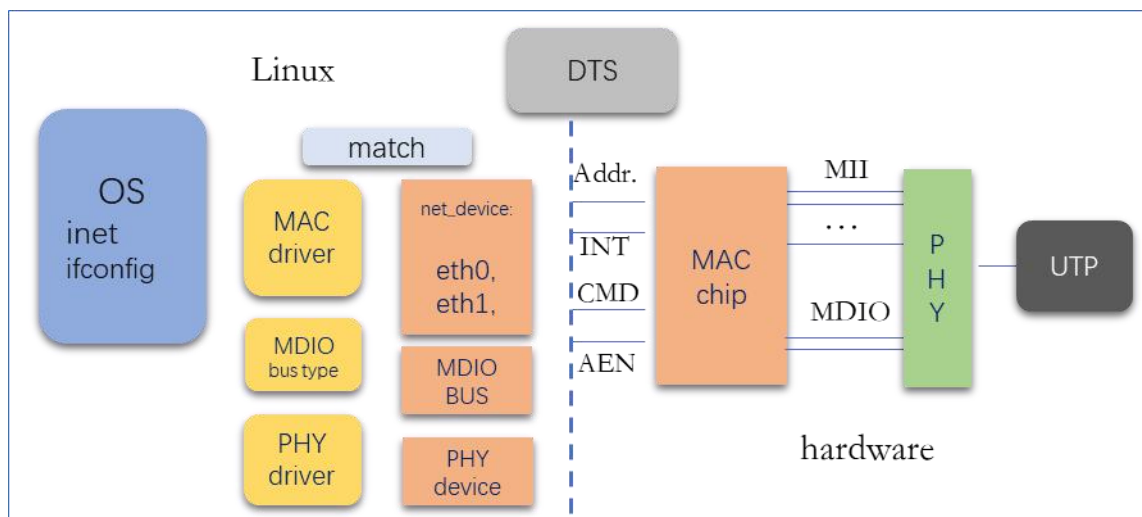 Linux
DTS
match
OS
inet
ifconfig
MAC
driver
net_device:
eth0,
eth1,
MDIO
bus type
MDIO
BUS
PHY
driver
PHY
device
Addr.
INT
CMD
AEN
MAC
chip
MII
...
MDIO
P
H
Y
UTP
hardware